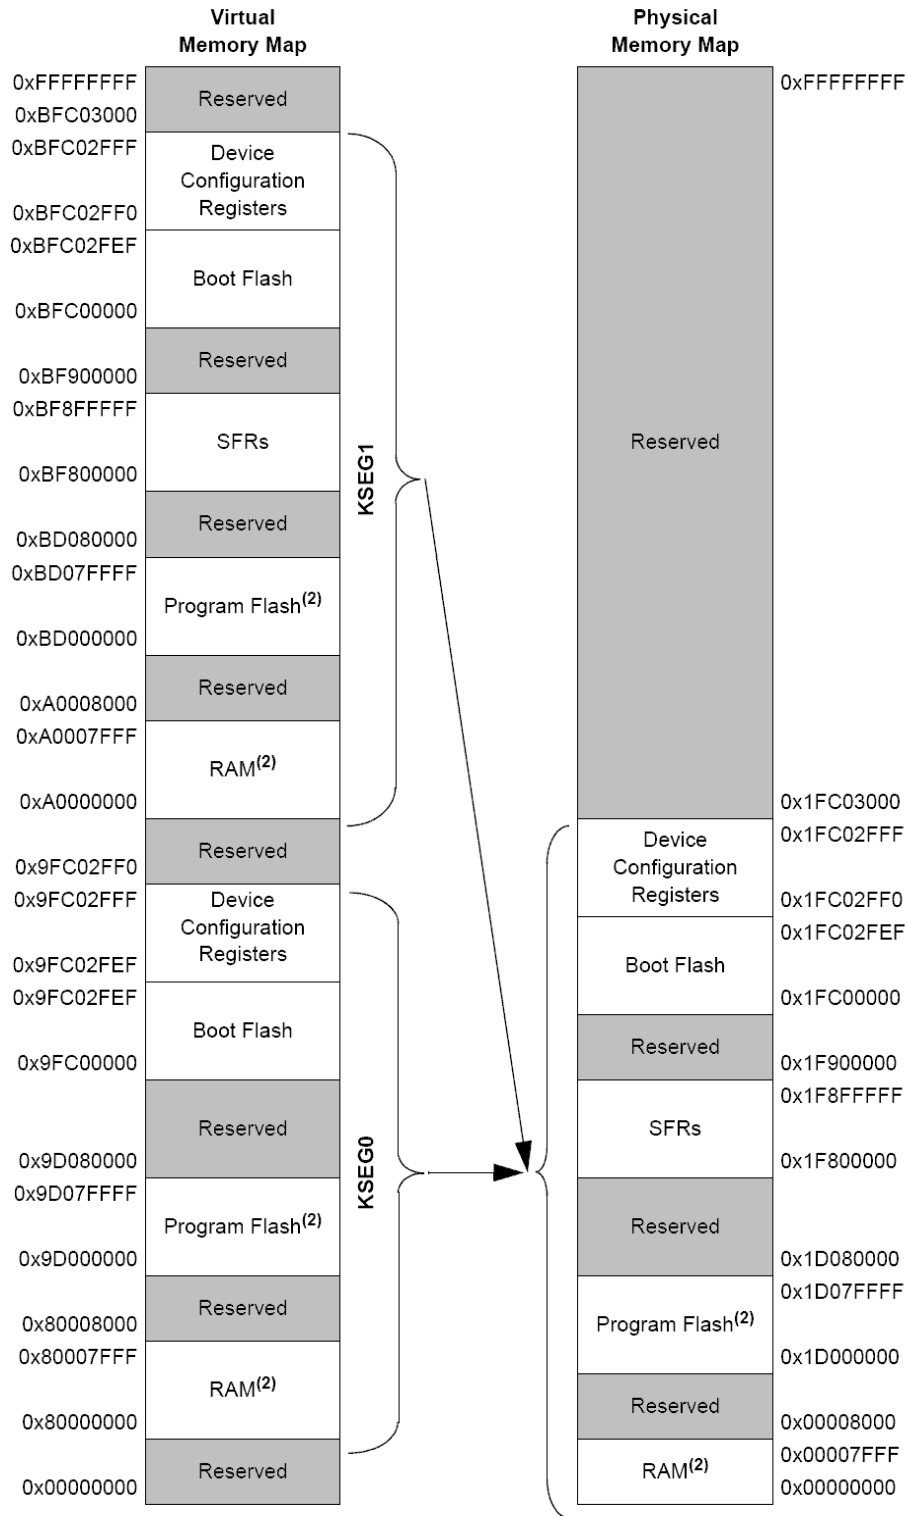 Virtual
Memory Map
0xFFFFFFFF
Reserved
0xBFC03000
0xBFC02FFF
Device
Configuration
Registers
0xBFC02FF0
0xBFC02FEF
Boot Flash
0xBFC00000
Reserved
0xBF900000
0xBF8FFFFF
SFRs
0xBF800000
Reserved
0xBD080000
0xBD07FFFF
Program Flash(2)
0xBD000000
Reserved
0xA0008000
0xA0007FFF
RAM(2)
0xA0000000
Reserved
0x9FC02FF0
0x9FC02FFF
Device
Configuration
Registers
0x9FC02FEF
0x9FC02FEF
Boot Flash
0x9FC00000
Reserved
0x9D080000
0x9D07FFFF
Program Flash(2)
0x9D000000
Reserved
0x80008000
0x80007FFF
RAM(2)
0x80000000
Reserved
0x00000000
KSEG1
KSEG0
Physical
Memory Map
0xFFFFFFFF
Reserved
0x1FC03000
0x1FC02FFF
Device
Configuration
Registers
0x1FC02FF0
0x1FC02FEF
Boot Flash
0x1FC00000
Reserved
0x1F900000
0x1F8FFFFF
SFRs
0x1F800000
Reserved
0x1D080000
0x1D07FFFF
Program Flash(2)
0x1D000000
Reserved
0x00008000
0x00007FFF
RAM(2)
0x00000000